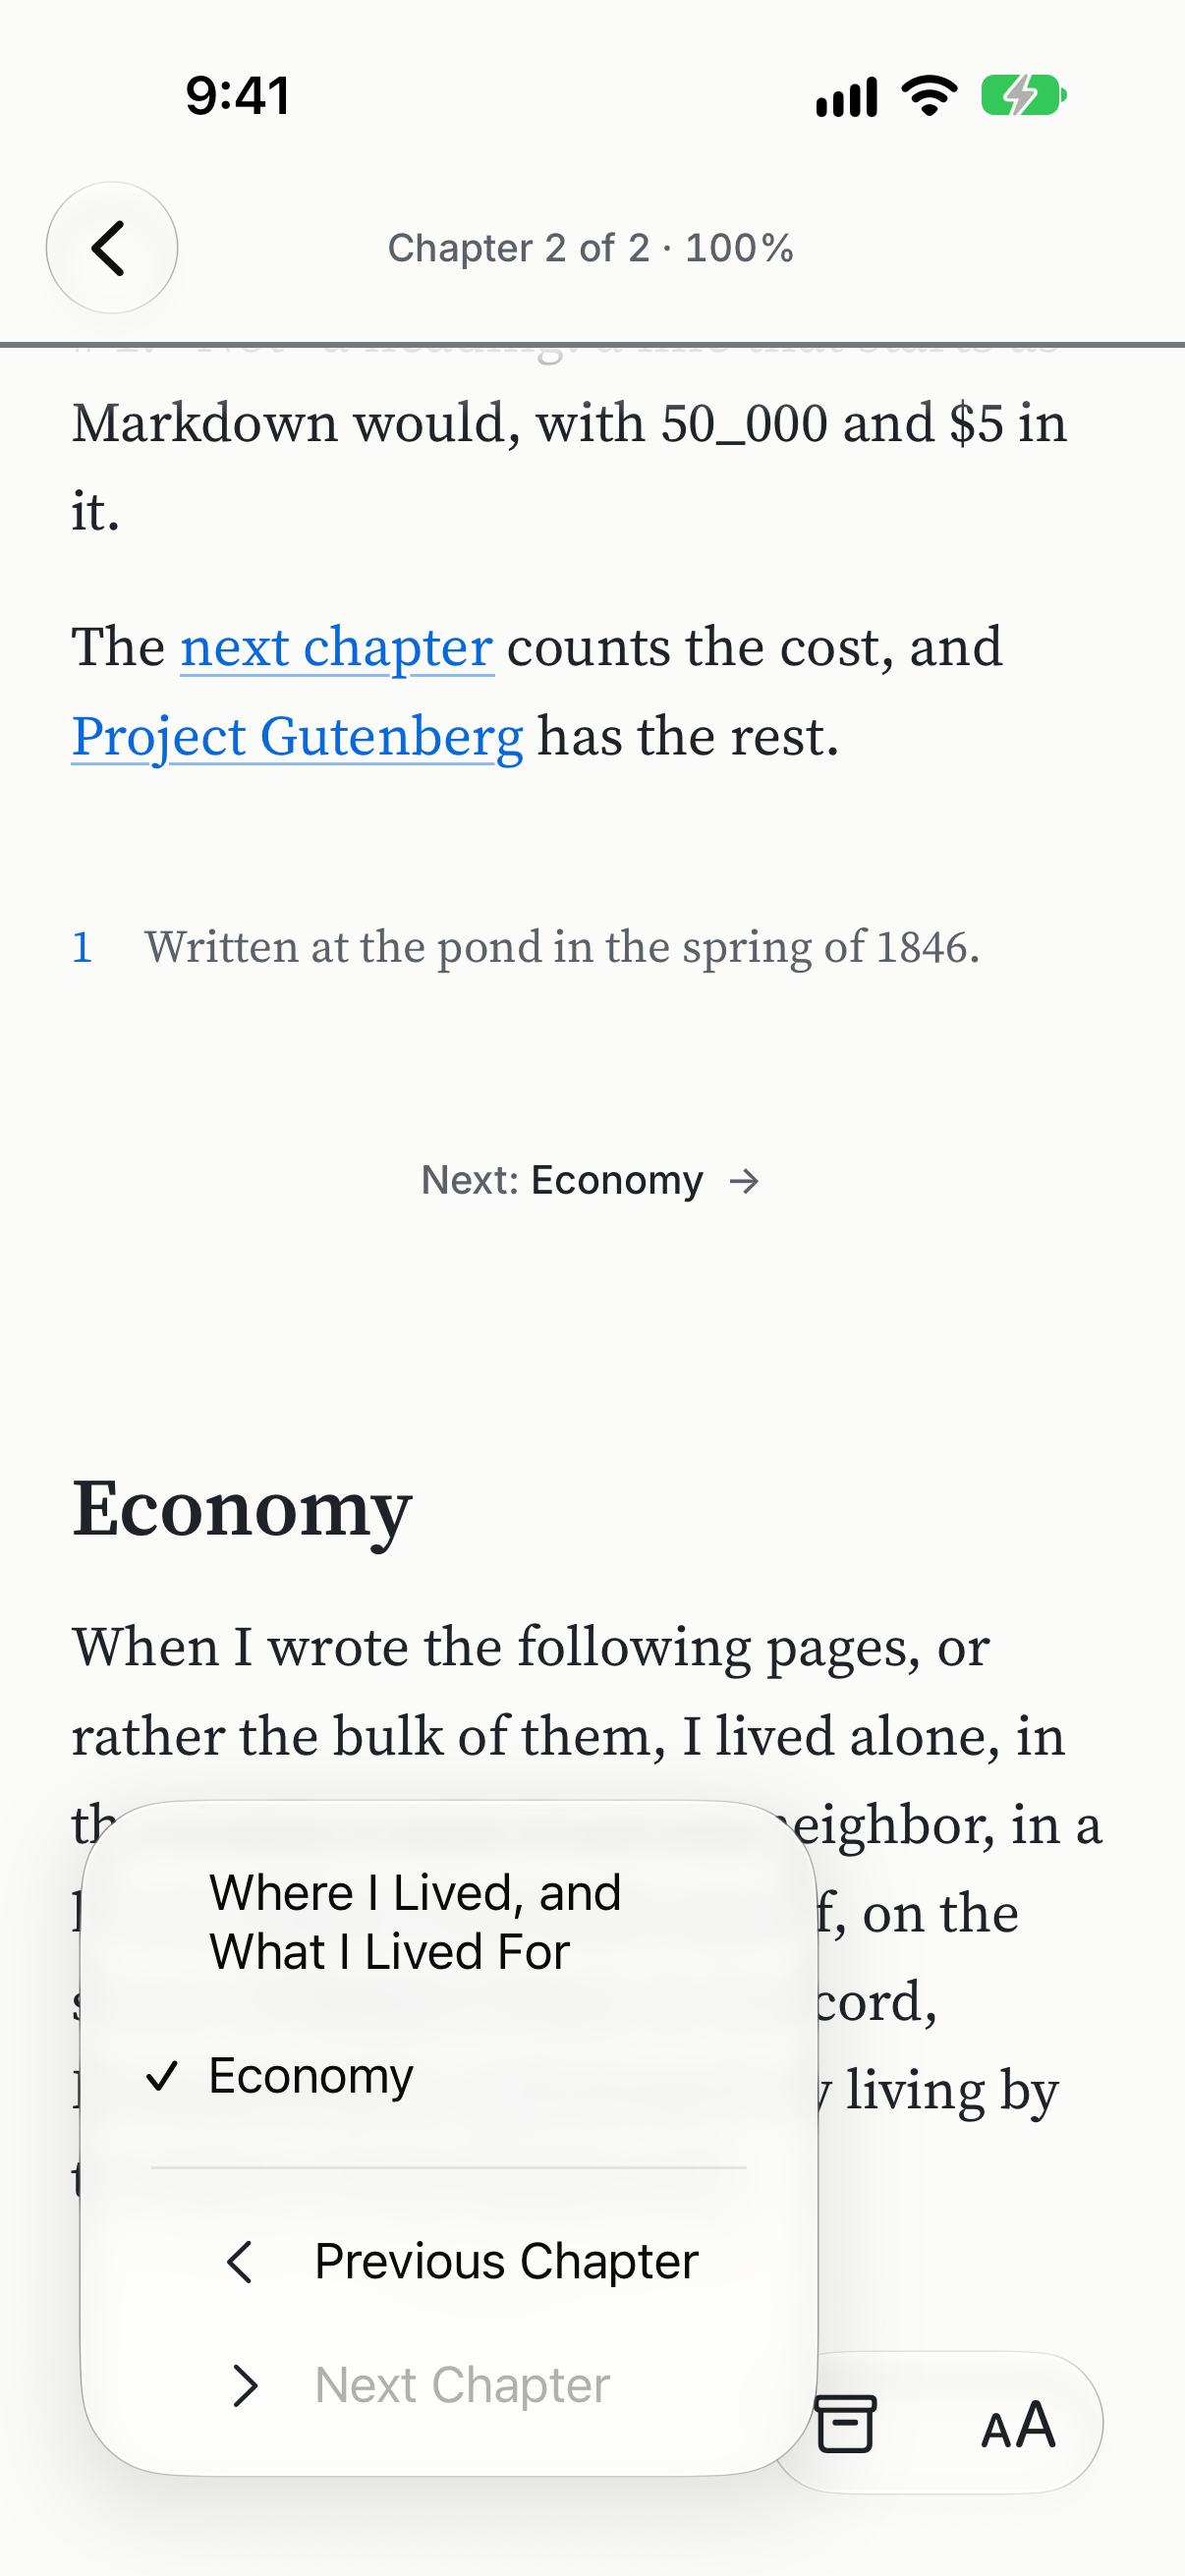 9:41
Chapter 2 of 2 · 100%
Markdown would, with 50_000 and $5 in
it.
The next chapter counts the cost, and
Project Gutenberg has the rest.
1 Written at the pond in the spring of 1846.
Next: Economy →
Economy
When I wrote the following pages, or
rather the bulk of them, I lived alone, in
neighbor, in a
on the
living by
Where I Lived, and
What I Lived For
✓ Economy
Previous Chapter
Next Chapter
AA